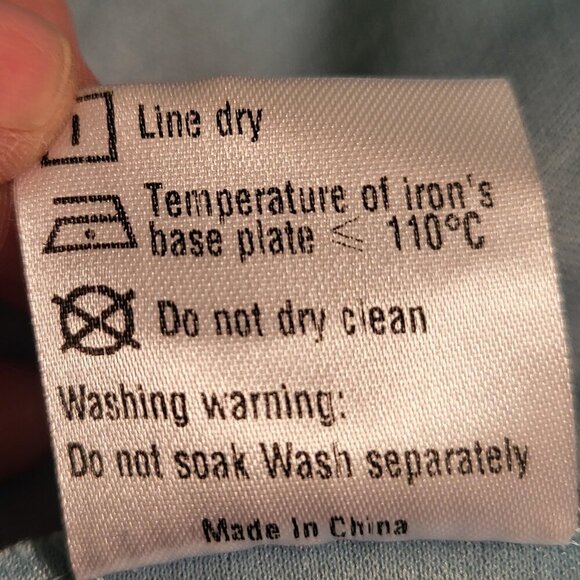 Line dry
Temperature of iron's
base plate ⩽ 110°C
Do not dry clean
Washing warning:
Do not soak Wash separately
Made In China